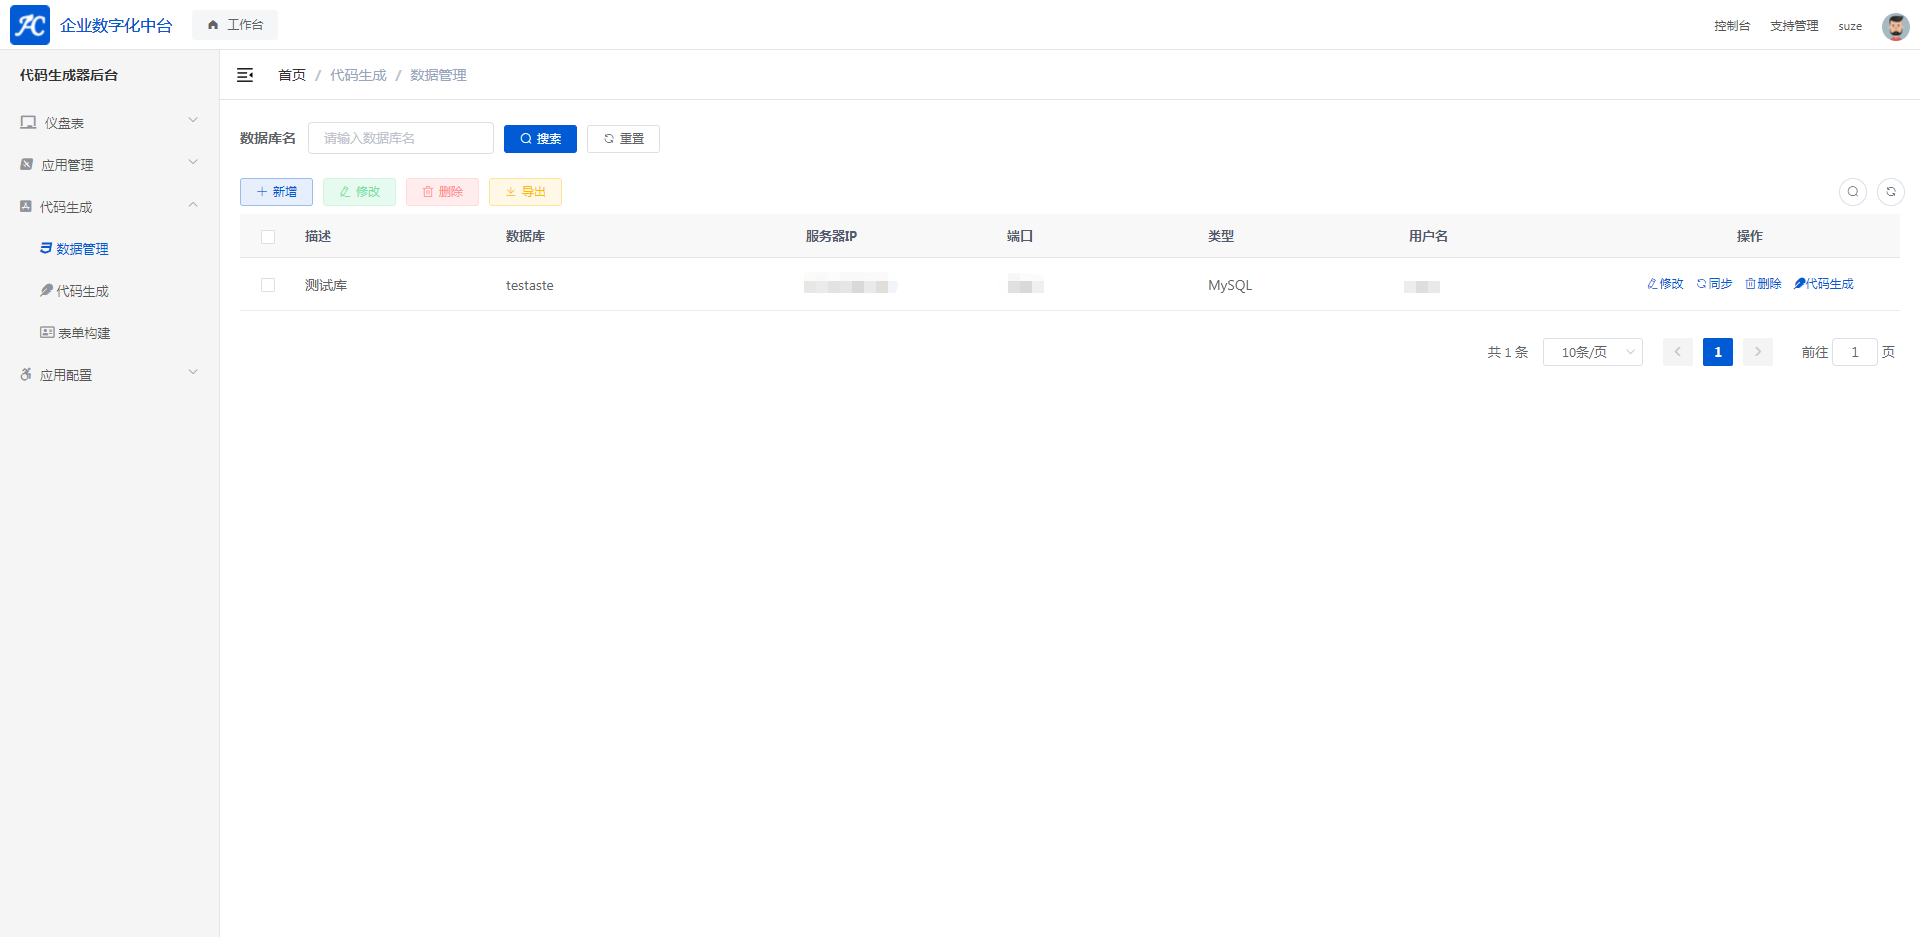 AC 企业数字化中台 工作台 控制台 支持管理 suze
代码生成器后台
首页 / 代码生成 / 数据管理
仪盘表
应用管理
代码生成
数据管理
代码生成
表单构建
应用配置
数据库名 请输入数据库名 搜索 重置
新增 修改 删除 导出
描述 数据库 服务器IP 端口 类型 用户名 操作
测试库 testaste MySQL 修改 同步 删除 代码生成
共 1 条 10条/页 1 前往 1 页